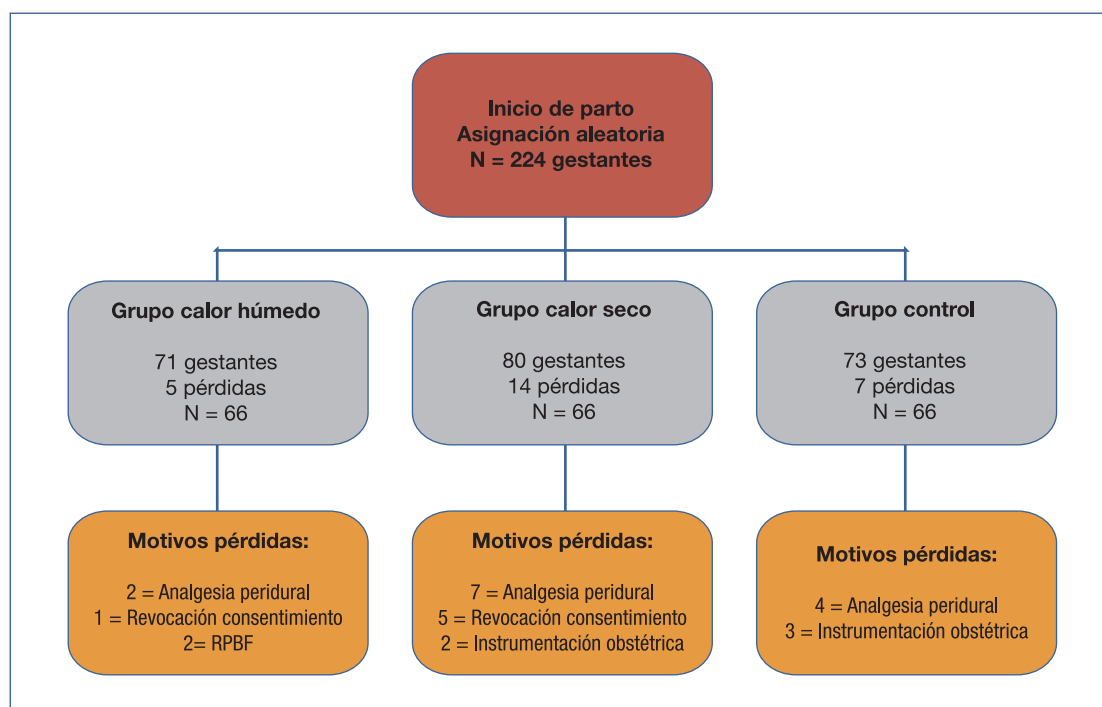 Inicio de parto
Asignación aleatoria
N = 224 gestantes
Grupo calor húmedo
71 gestantes
5 pérdidas
N = 66
Grupo calor seco
80 gestantes
14 pérdidas
N = 66
Grupo control
73 gestantes
7 pérdidas
N = 66
Motivos pérdidas:
2 = Analgesia peridural
1 = Revocación consentimiento
2= RPBF
Motivos pérdidas:
7 = Analgesia peridural
5 = Revocación consentimiento
2 = Instrumentación obstétrica
Motivos pérdidas:
4 = Analgesia peridural
3 = Instrumentación obstétrica